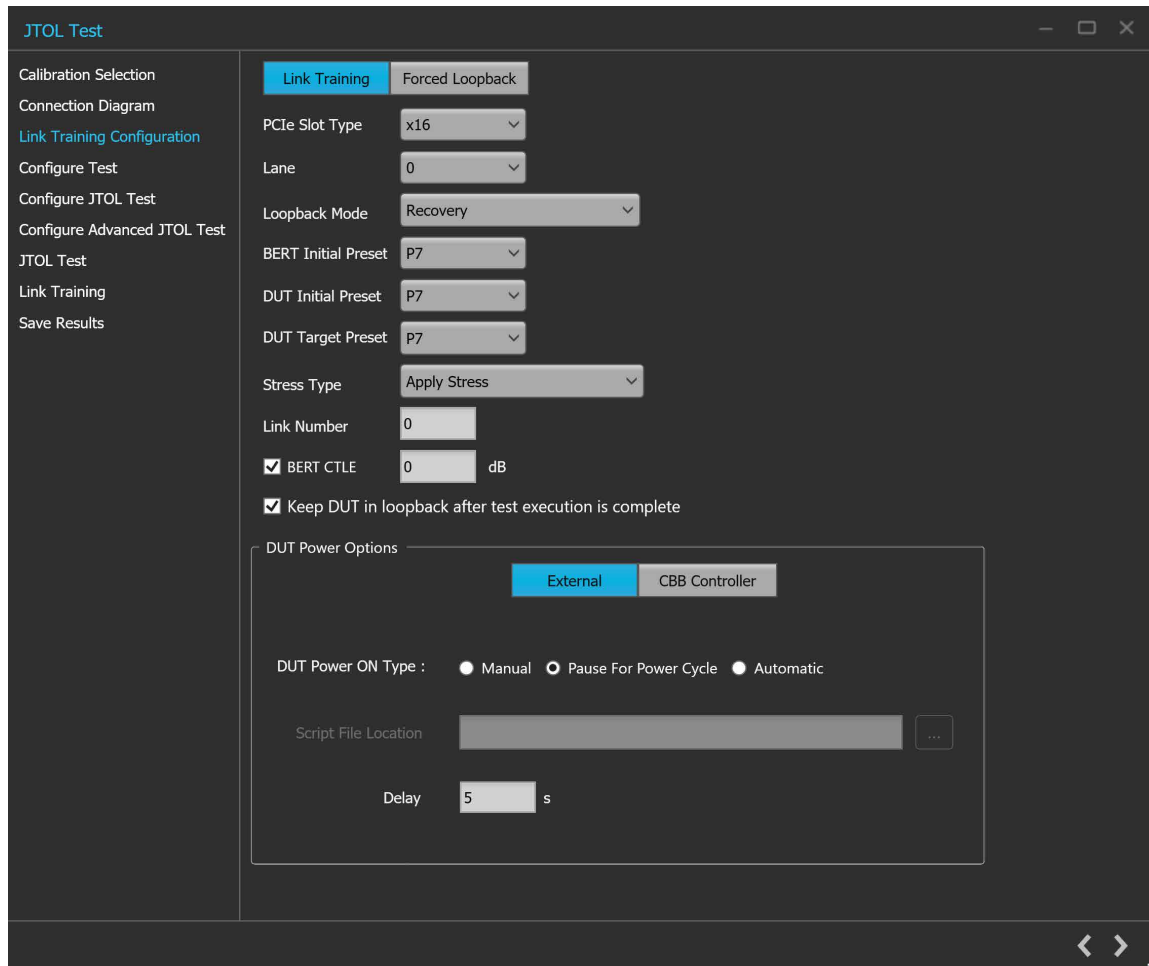 JTOL Test
Calibration Selection
Connection Diagram
Link Training Configuration
Configure Test
Configure JTOL Test
Configure Advanced JTOL Test
JTOL Test
Link Training
Save Results
Link Training Forced Loopback
PCIe Slot Type x16
Lane 0
Loopback Mode Recovery
BERT Initial Preset P7
DUT Initial Preset P7
DUT Target Preset P7
Stress Type Apply Stress
Link Number 0
BERT CTLE 0 dB
Keep DUT in loopback after test execution is complete
DUT Power Options
External CBB Controller
DUT Power ON Type : Manual Pause For Power Cycle Automatic
Script File Location ...
Delay 5 s